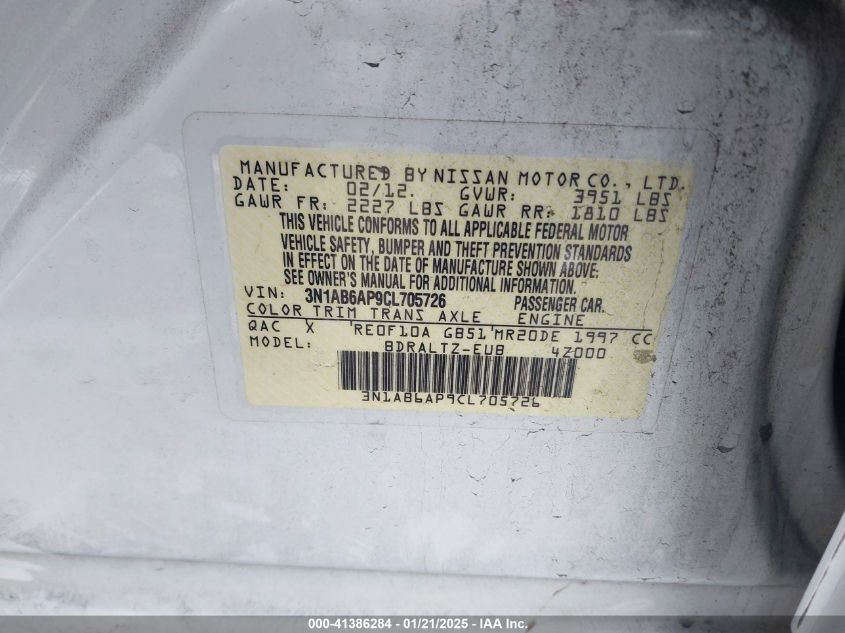 MANUFACTURED BY NISSAN MOTOR CO., LTD.
DATE: 02/12. GVWR: 3951 LBS
GAWR FR: 2227 LBS GAWR RR: 1810 LBS
THIS VEHICLE CONFORMS TO ALL APPLICABLE FEDERAL MOTOR
VEHICLE SAFETY, BUMPER AND THEFT PREVENTION STANDARDS
IN EFFECT ON THE DATE OF MANUFACTURE SHOWN ABOVE.
SEE OWNER'S MANUAL FOR ADDITIONAL INFORMATION.
VIN: 3N1AB6AP9CL705726 PASSENGER CAR.
COLOR TRIM TRANS AXLE ENGINE
QAC X 'RE0F10A GB51'MR20DE 1997 CC
MODEL: BDRALTZ-EUB 4Z000
3N1AB6AP9CL705726
000-41386284 - 01/21/2025 - IAA Inc.